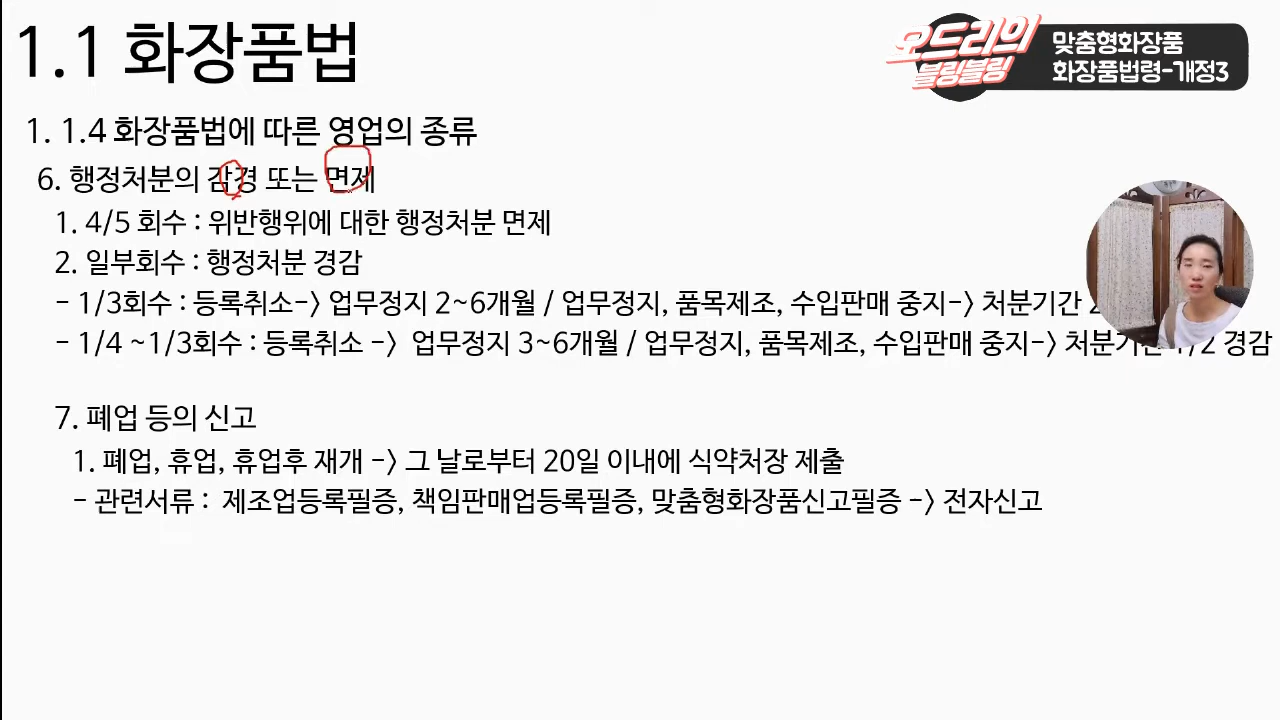 1.1 화장품법
오드리의
블링블링
맞춤형화장품
화장품법령-개정3
1. 1.4 화장품법에 따른 영업의 종류
6. 행정처분의 감경 또는 면제
1. 4/5 회수 : 위반행위에 대한 행정처분 면제
2. 일부회수 : 행정처분 경감
- 1/3회수 : 등록취소-> 업무정지 2~6개월 / 업무정지, 품목제조, 수입판매 중지-> 처분기간
- 1/4 ~1/3회수 : 등록취소 -> 업무정지 3~6개월 / 업무정지, 품목제조, 수입판매 중지-> 처분기간 1/2 경감
7. 폐업 등의 신고
1. 폐업, 휴업, 휴업후 재개 -> 그 날로부터 20일 이내에 식약처장 제출
- 관련서류 : 제조업등록필증, 책임판매업등록필증, 맞춤형화장품신고필증 -> 전자신고